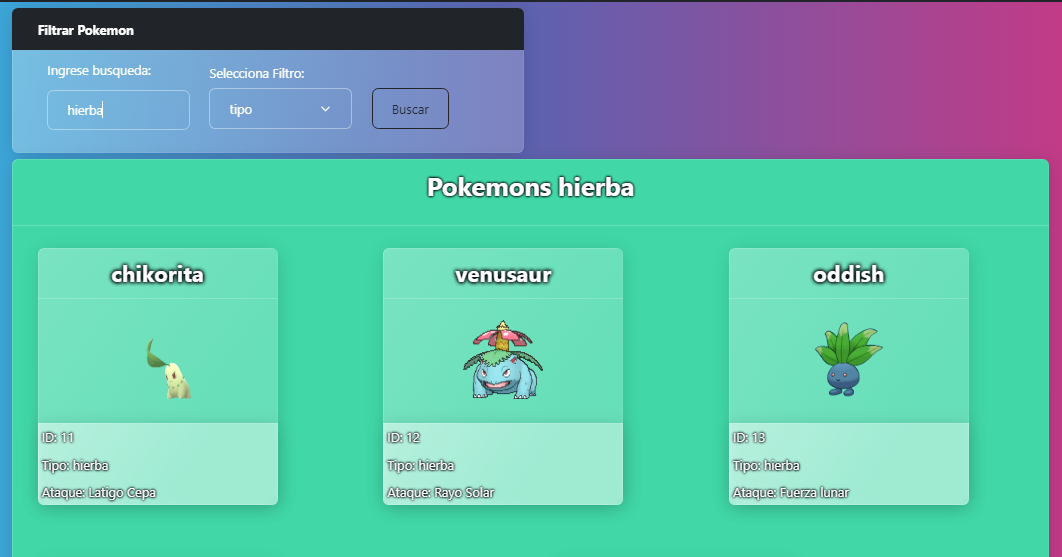 Filtrar Pokemon
Ingrese busqueda:
Selecciona Filtro:
hierba
tipo
Buscar
Pokemons hierba
chikorita
venusaur
oddish
ID: 11
ID: 12
ID: 13
Tipo: hierba
Tipo: hierba
Tipo: hierba
Ataque: Latigo Cepa
Ataque: Rayo Solar
Ataque: Fuerza lunar